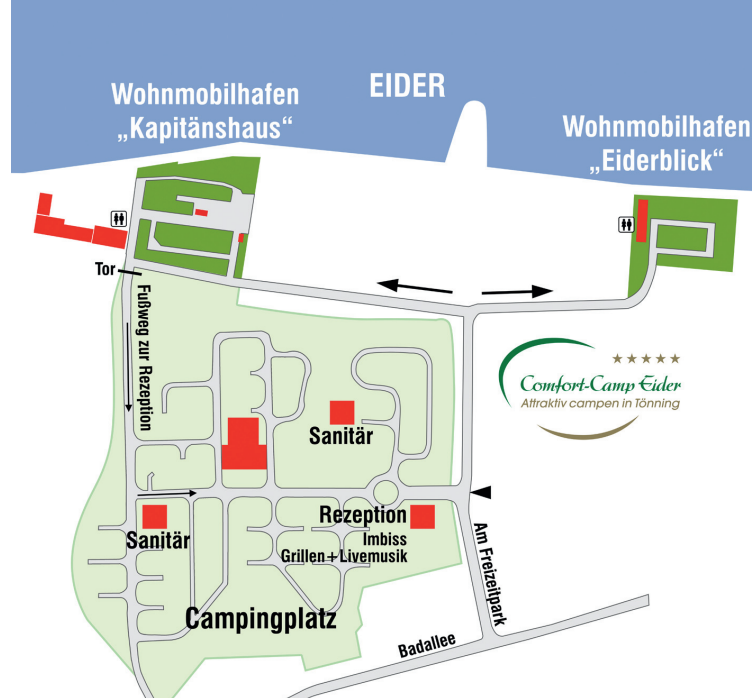 EIDER
Wohnmobilhafen
„Kapitänshaus“
Wohnmobilhafen
„Eiderblick“
Tor
Fußweg zur Rezeption
Comfort-Camp Eider
Attraktiv campen in Tönning
Sanitär
Rezeption
Imbiss
Grillen+Livemusik
Sanitär
Am Freizeitpark
Campingplatz
Badallee